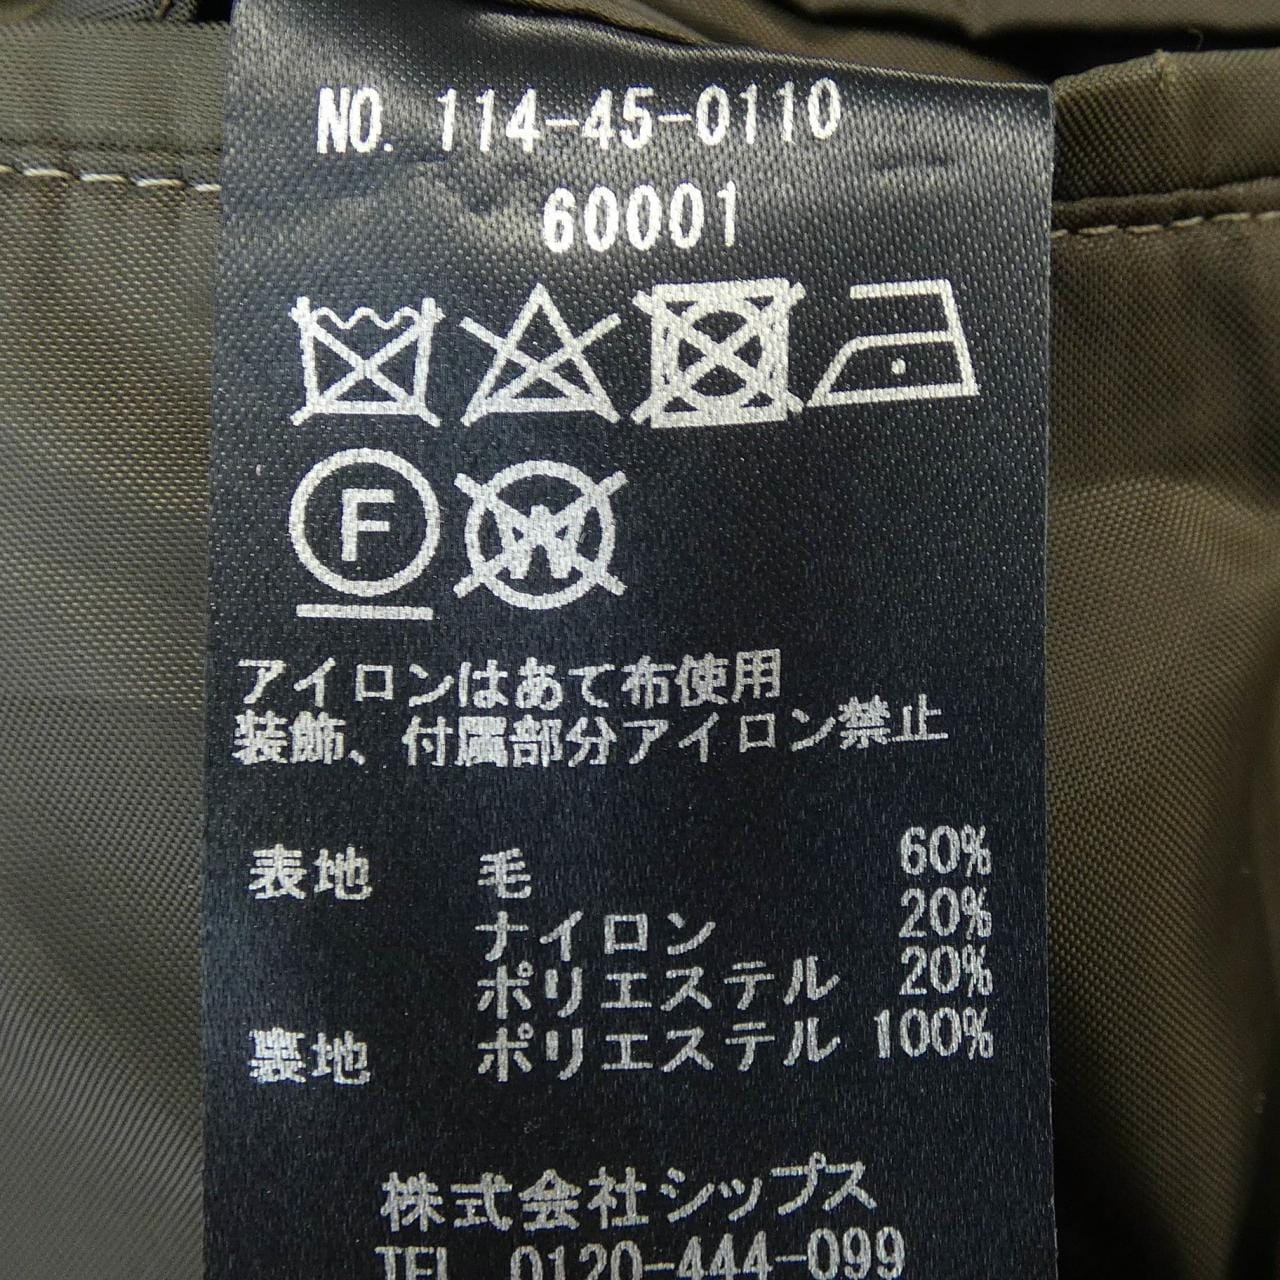 NO. 114-45-0110
60001
F
W
アイロンはあて布使用
装飾、付属部分アイロン禁止
表地 毛 60%
ナイロン 20%
ポリエステル 20%
裏地 ポリエステル 100%
株式会社シップス
TEL 0120-444-099